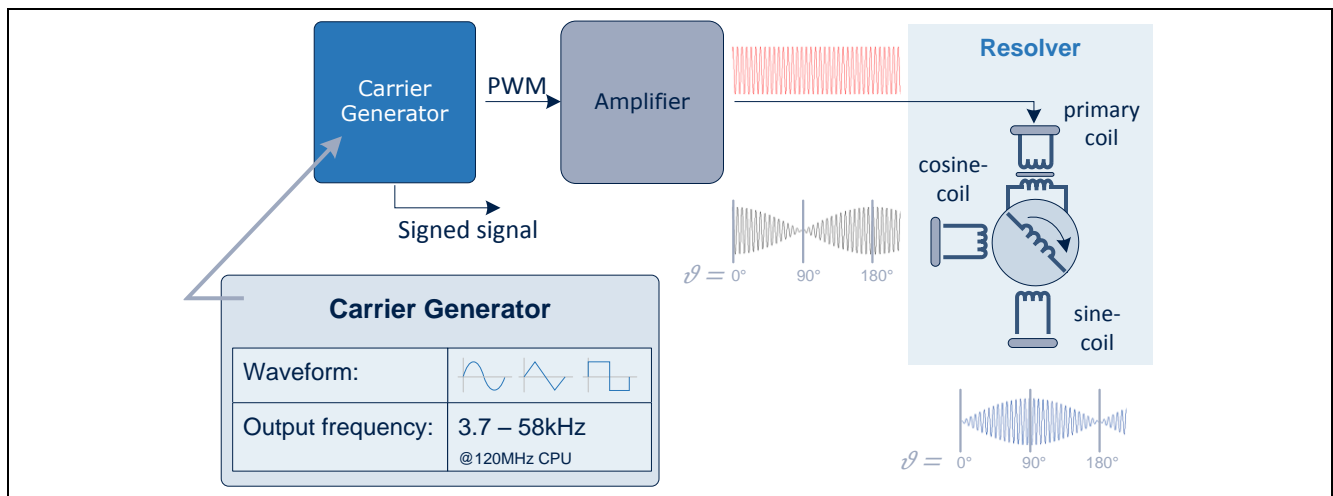 Carrier
Generator
PWM
Amplifier
Signed signal
Resolver
primary
coil
cosine-
coil
sine-
coil
ϑ = 0° 90° 180°
ϑ = 0° 90° 180°
Carrier Generator
Waveform:
Output frequency: 3.7 – 58kHz
@120MHz CPU